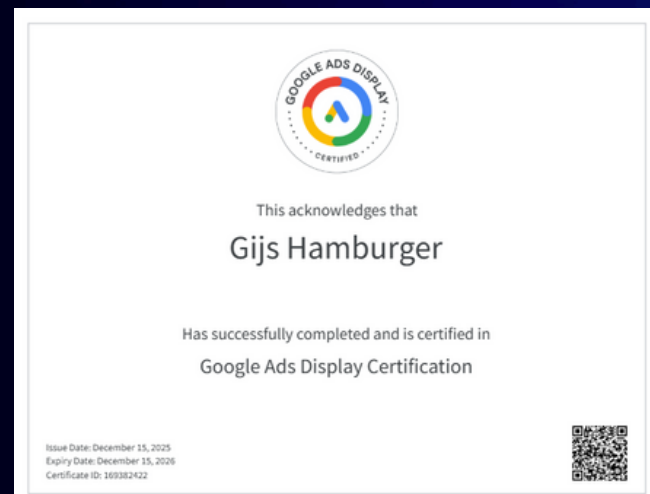 GOOGLE ADS DISPLAY
CERTIFIED
This acknowledges that
Gijs Hamburger
Has successfully completed and is certified in
Google Ads Display Certification
Issue Date: December 15, 2025
Expiry Date: December 15, 2026
Certificate ID: 169382422